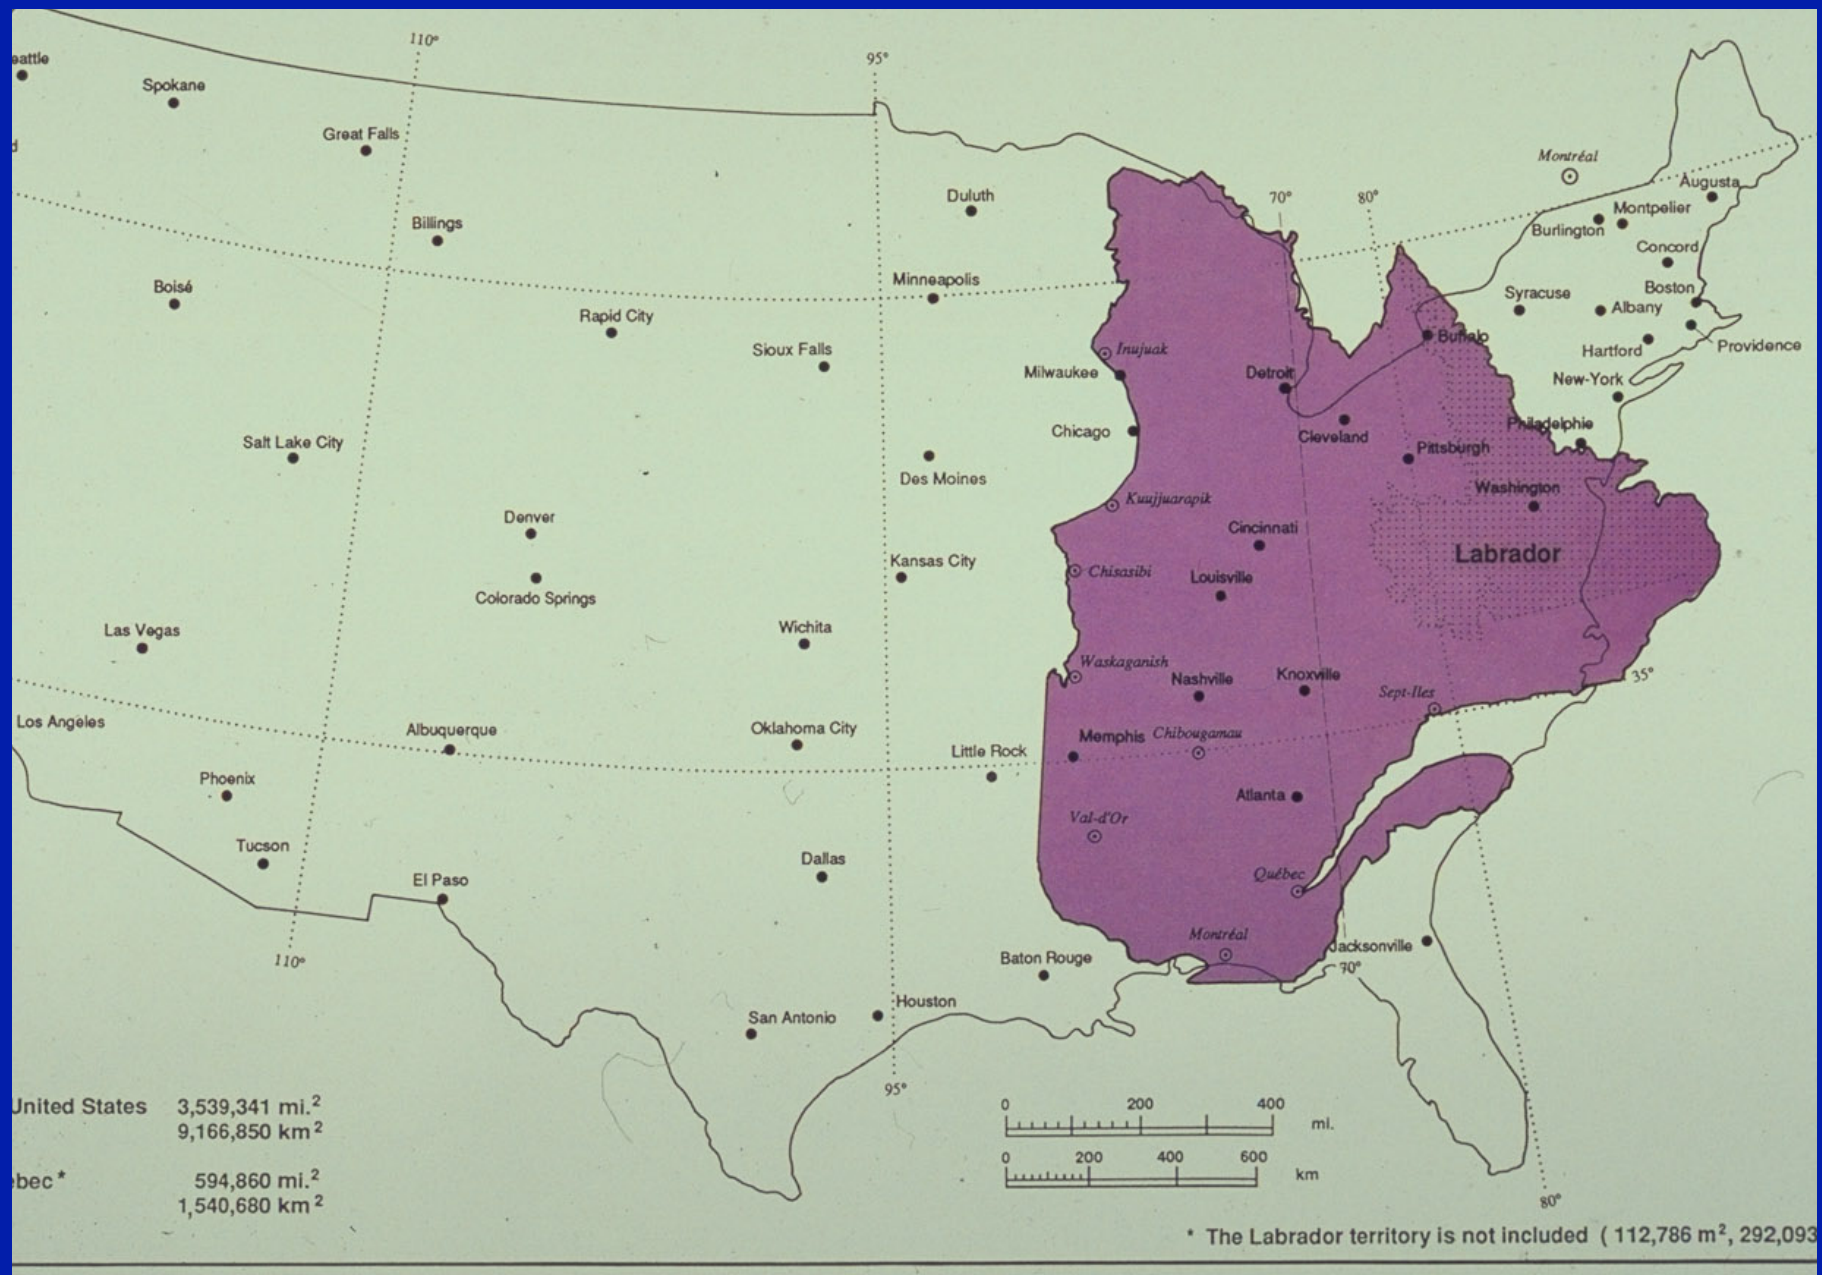 110°
95°
eattle
Spokane
Great Falls
d
Montréal
Augusta
Duluth
70°
80°
Montpelier
Burlington
Billings
Concord
Boisé
Minneapolis
Boston
Syracuse
Albany
Rapid City
Sioux Falls
Inujuak
Buffalo
Hartford
Providence
Milwaukee
Detroit
New-York
Chicago
Cleveland
Philadelphie
Salt Lake City
Pittsburgh
Des Moines
Washington
Kuujjuarapik
Denver
Cincinnati
Labrador
Kansas City
Chisasibi
Louisville
Colorado Springs
Las Vegas
Wichita
Waskaganish
Nashville
Knoxville
Sept-Iles
35°
Los Angeles
Albuquerque
Oklahoma City
Little Rock
Memphis
Chibougamau
Phoenix
Atlanta
Val-d'Or
Tucson
Dallas
El Paso
Québec
Montréal
Jacksonville
110°
Baton Rouge
70°
Houston
San Antonio
95°
United States 3,539,341 mi.²
9,166,850 km²
0 200 400
mi.
0 200 400 600
km
ebec* 594,860 mi.²
1,540,680 km²
80°
* The Labrador territory is not included ( 112,786 m², 292,093